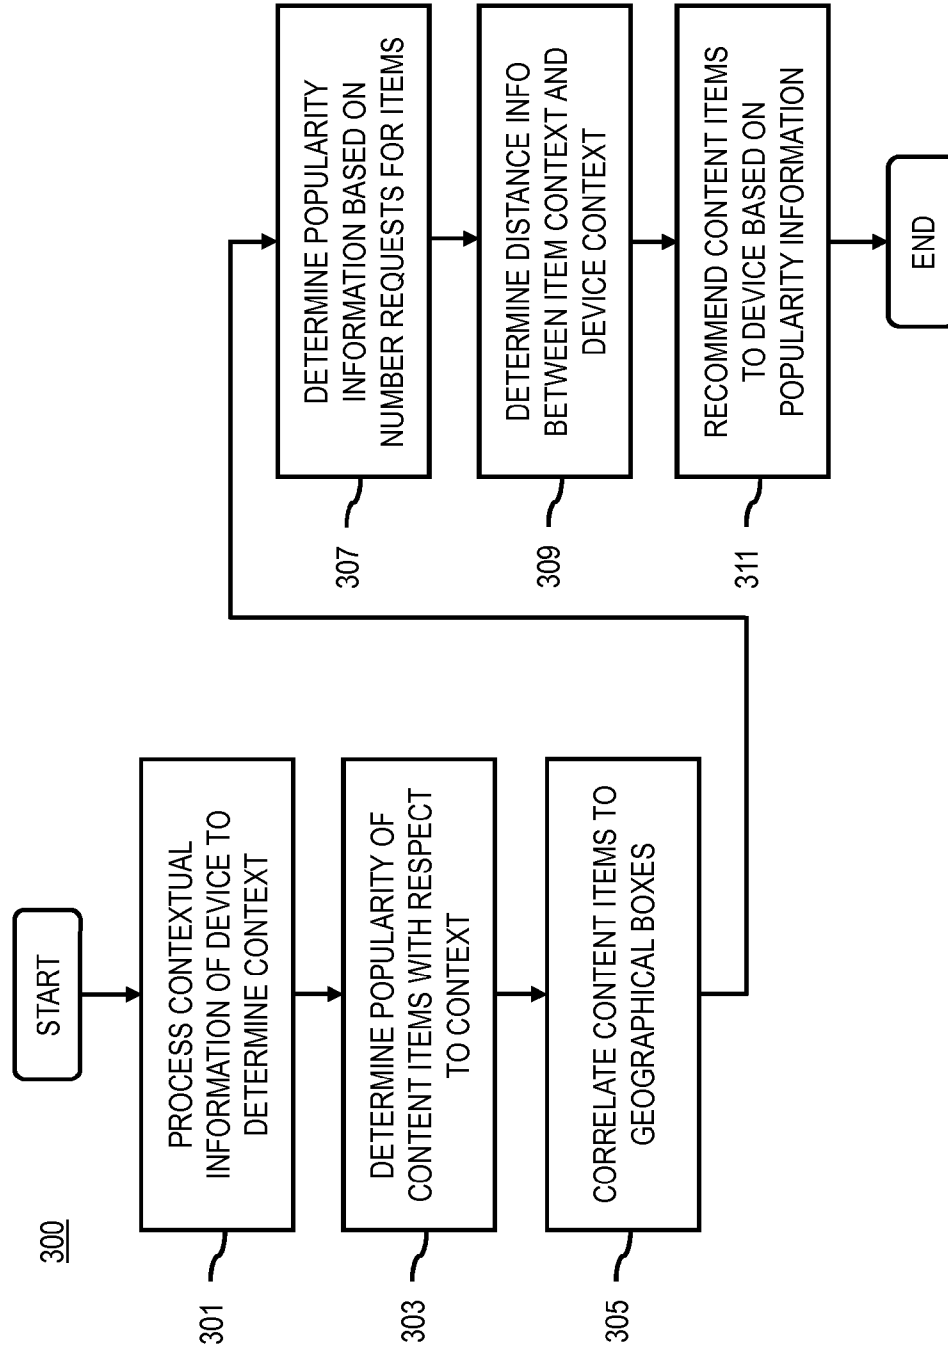 300
START
301
PROCESS CONTEXTUAL
INFORMATION OF DEVICE TO
DETERMINE CONTEXT
303
DETERMINE POPULARITY OF
CONTENT ITEMS WITH RESPECT
TO CONTEXT
305
CORRELATE CONTENT ITEMS TO
GEOGRAPHICAL BOXES
307
DETERMINE POPULARITY
INFORMATION BASED ON
NUMBER REQUESTS FOR ITEMS
309
DETERMINE DISTANCE INFO
BETWEEN ITEM CONTEXT AND
DEVICE CONTEXT
311
RECOMMEND CONTENT ITEMS
TO DEVICE BASED ON
POPULARITY INFORMATION
END